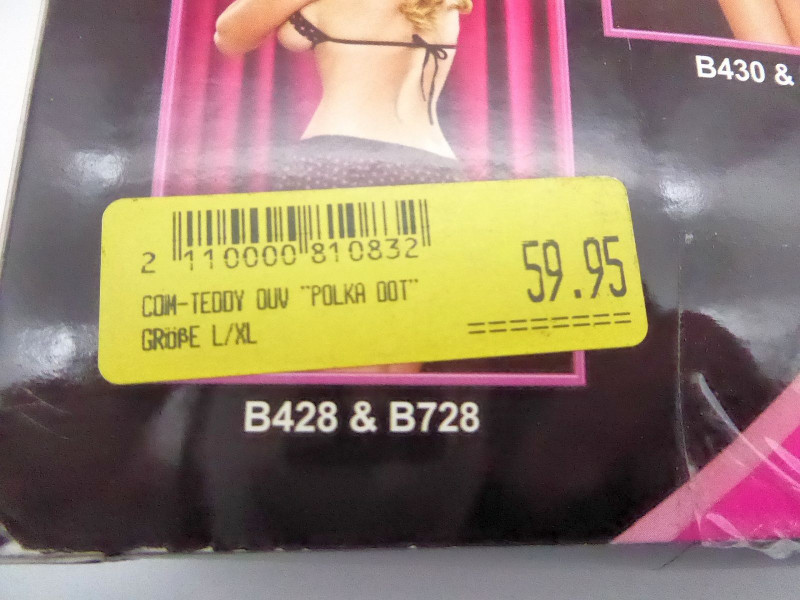 B430 &
2 110000 810832
COM-TEDDY OUV "POLKA DOT"
59.95
GRÖßE L/XL
========
B428 & B728